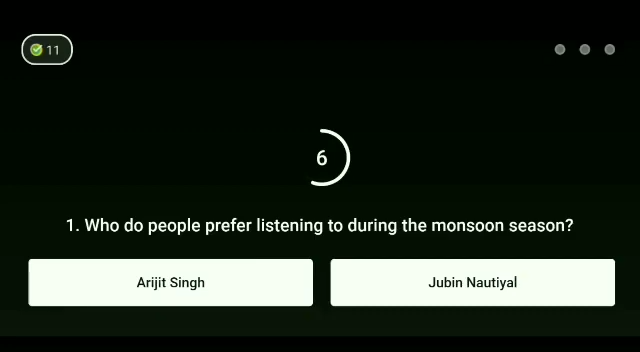 11
6
1. Who do people prefer listening to during the monsoon season?
Arijit Singh
Jubin Nautiyal